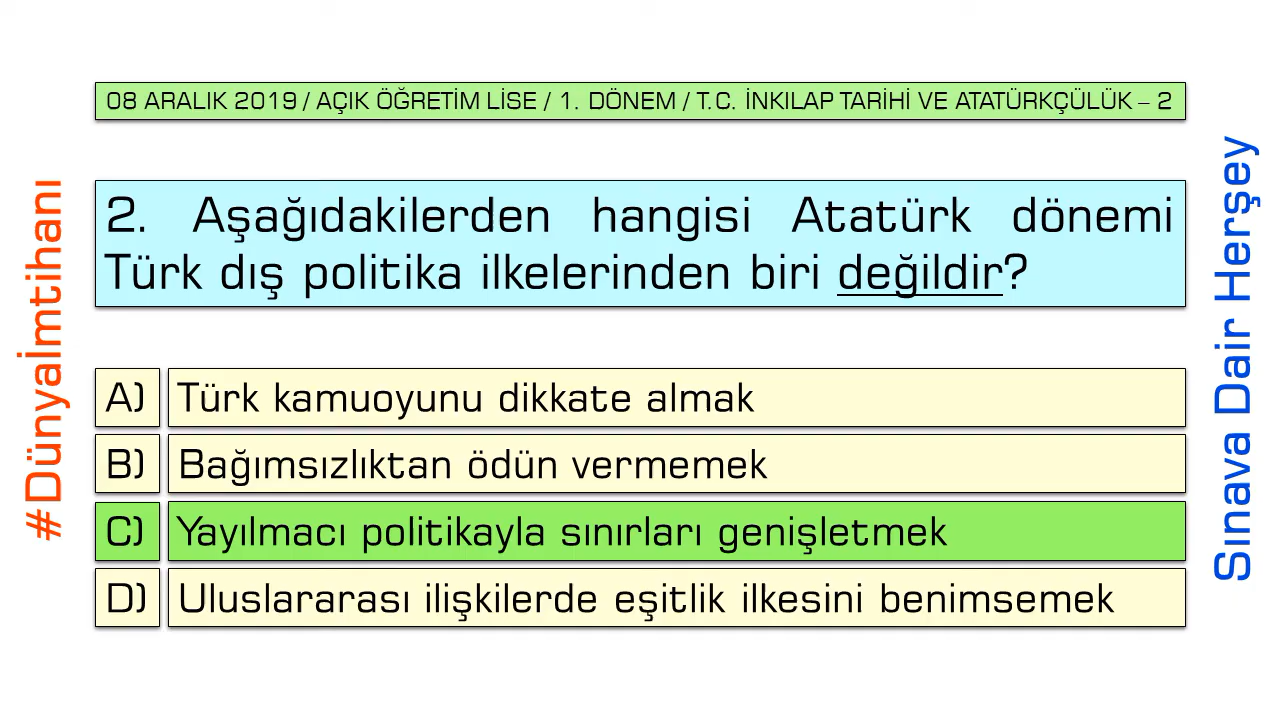 08 ARALIK 2019 / AÇIK ÖĞRETİM LİSE / 1. DÖNEM / T.C. İNKILAP TARİHİ VE ATATÜRKÇÜLÜK – 2
#Dünyaİmtihanı
2. Aşağıdakilerden hangisi Atatürk dönemi
Türk dış politika ilkelerinden biri değildir?
A) Türk kamuoyunu dikkate almak
B) Bağımsızlıktan ödün vermemek
C) Yayılmacı politikayla sınırları genişletmek
D) Uluslararası ilişkilerde eşitlik ilkesini benimsemek
Sınava Dair Herşey